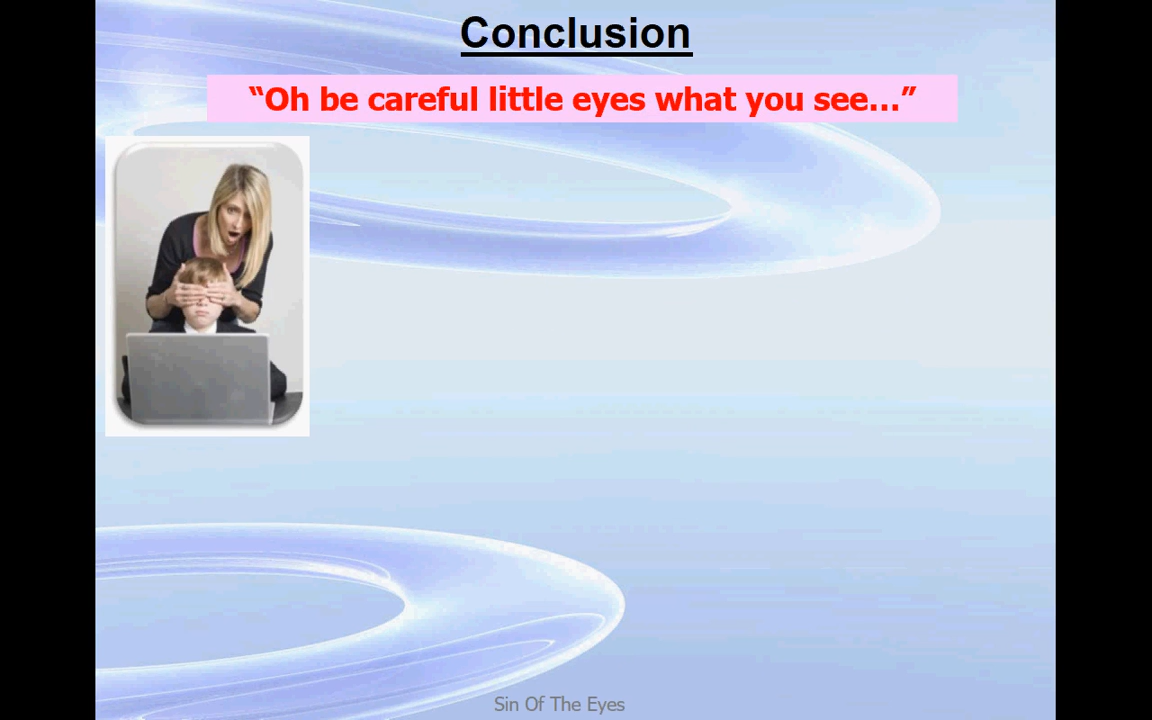 Conclusion
“Oh be careful little eyes what you see...”
Sin Of The Eyes